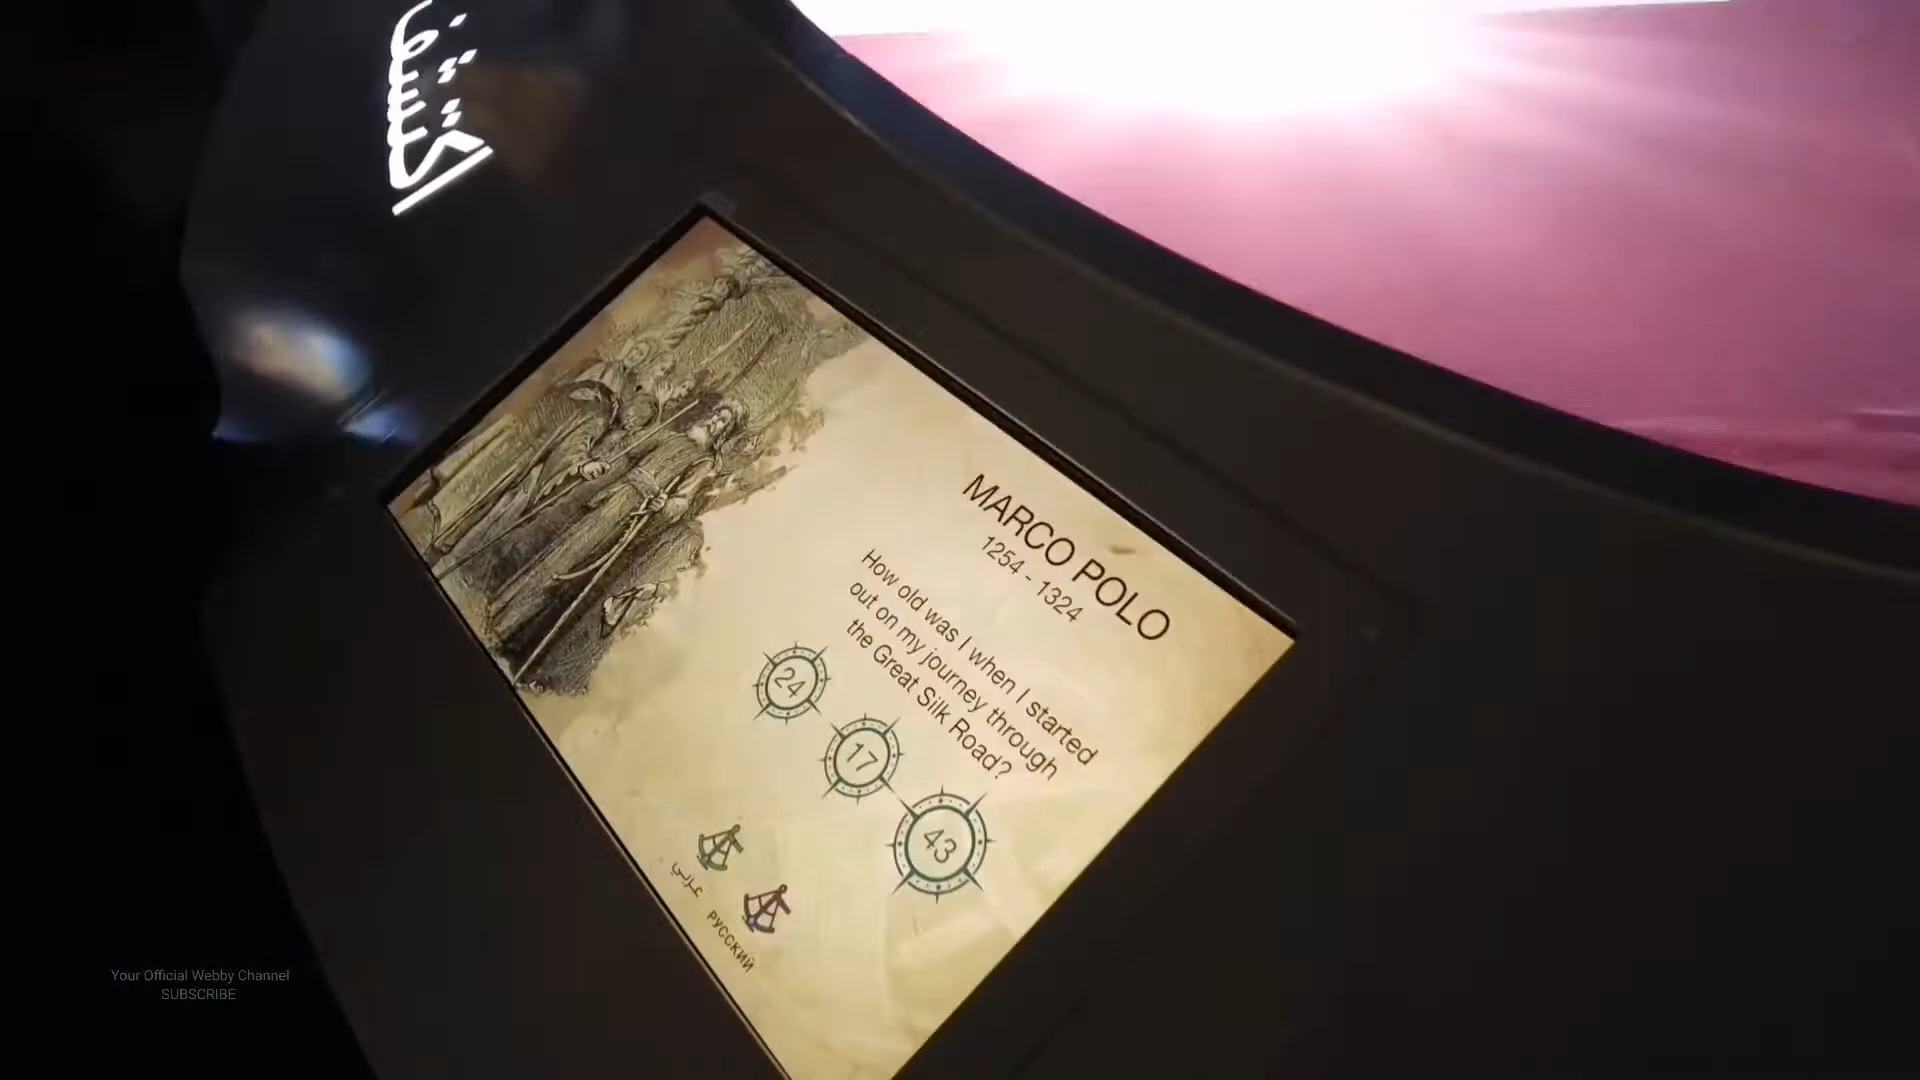 اكتشف
MARCO POLO
1254 - 1324
How old was I when I started
out on my journey through
the Great Silk Road?
24
17
43
عربي
РУССКИЙ
Your Official Webby Channel
SUBSCRIBE